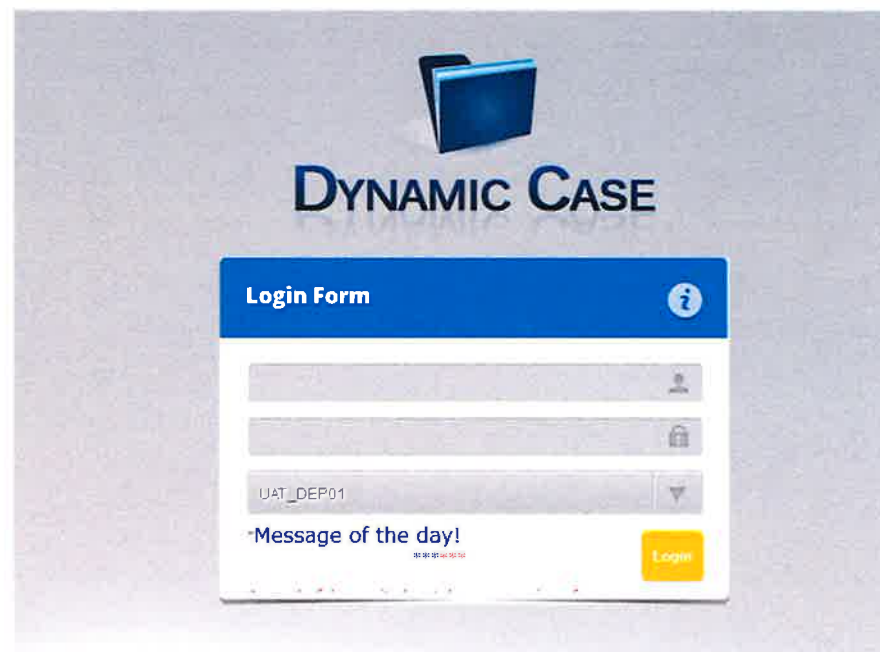 DYNAMIC CASE
Login Form
UAT_DEP01
Message of the day!
Login